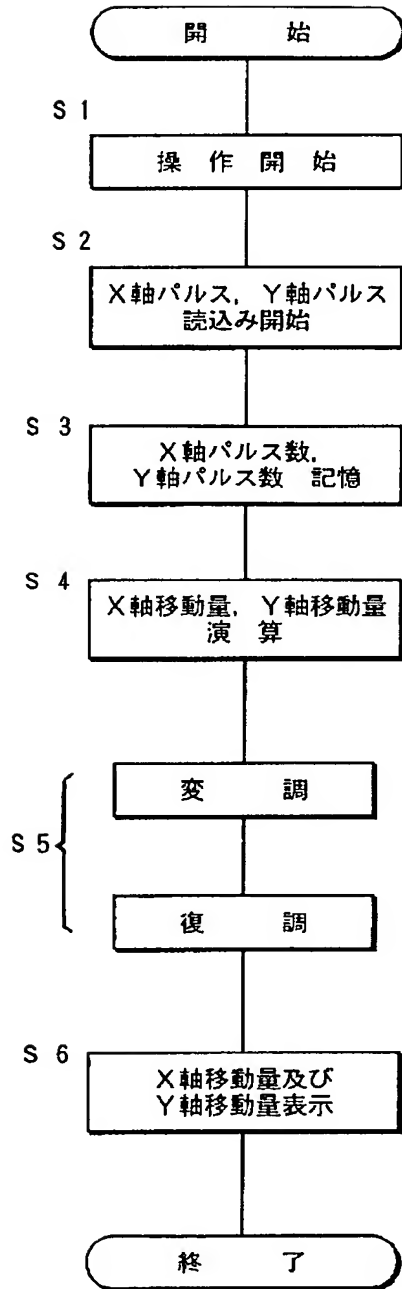 開 始
S 1
操 作 開 始
S 2
X軸パルス, Y軸パルス
読込み開始
S 3
X軸パルス数,
Y軸パルス数 記憶
S 4
X軸移動量, Y軸移動量
演 算
変 調
S 5
復 調
S 6
X軸移動量及び
Y軸移動量表示
終 了